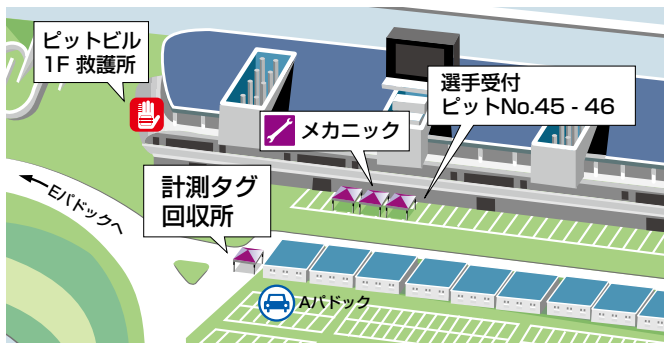 ピットビル
1F 救護所
選手受付
ピットNo.45 - 46
メカニック
計測タグ
回収所
Eパドックへ
Aパドック